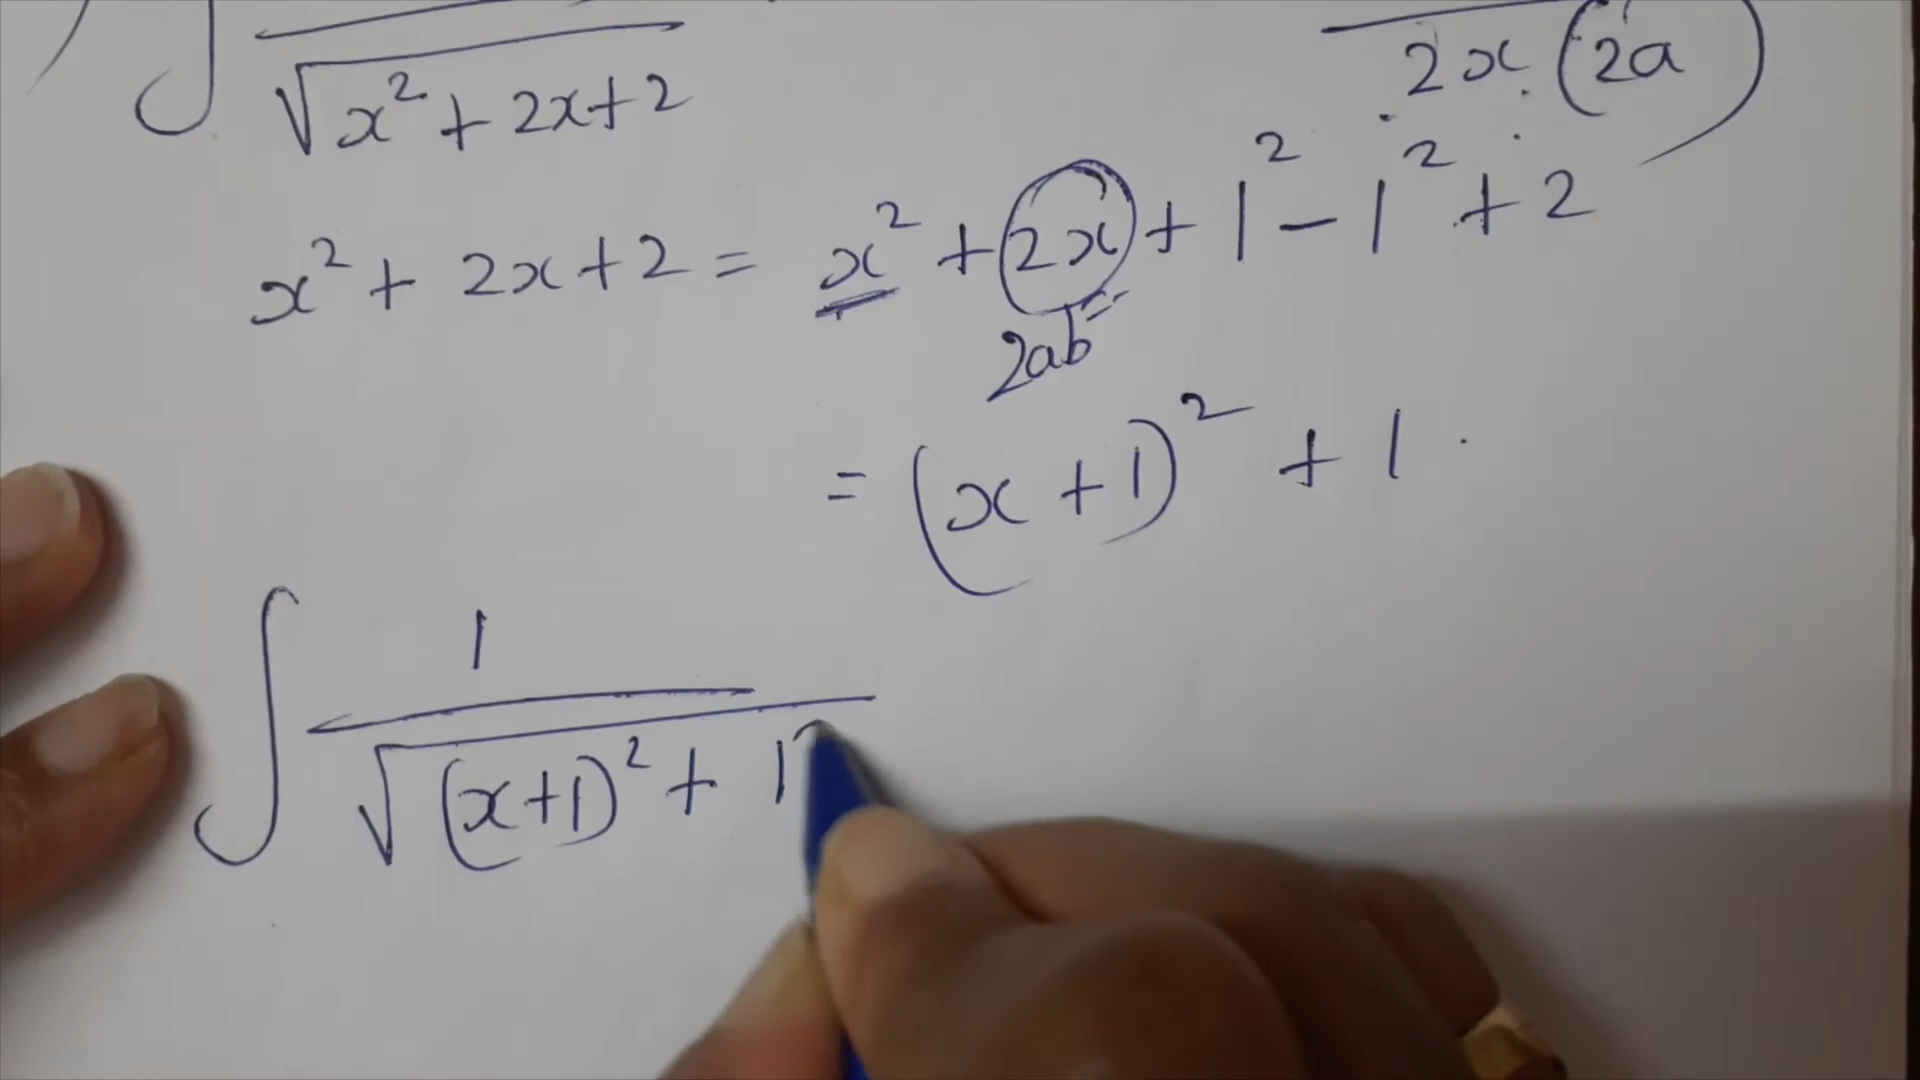 ∫ √x² + 2x + 2
2x (2a)
x² + 2x + 2 = x² + 2x + 1² - 1² + 2
2ab
= (x + 1)² + 1
∫ 1 / √(x+1)² + 1